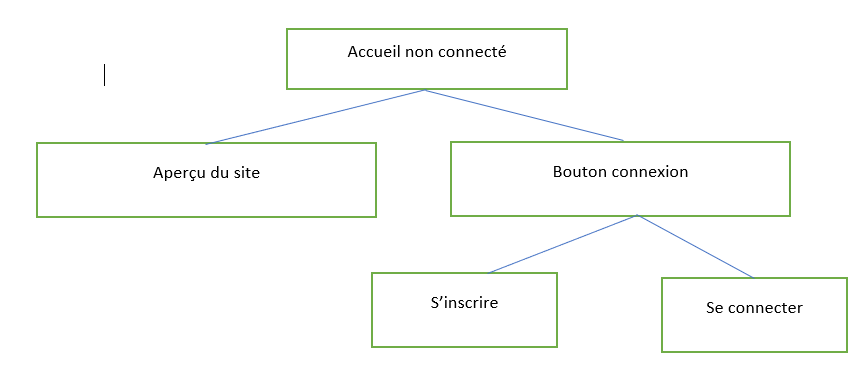 Accueil non connecté
Aperçu du site
Bouton connexion
S’inscrire
Se connecter